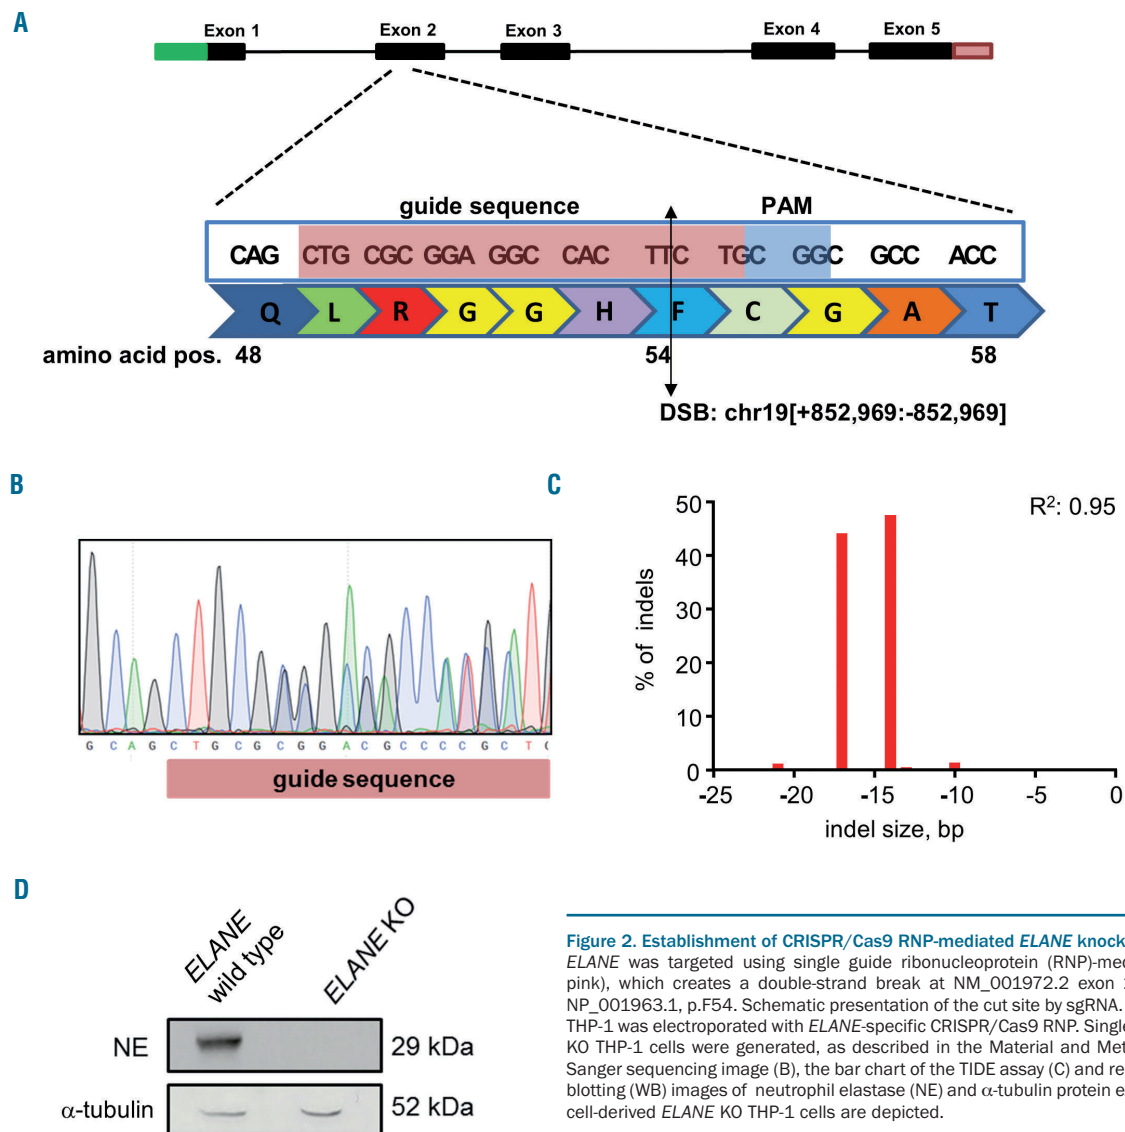 A
Exon 1 Exon 2 Exon 3 Exon 4 Exon 5
guide sequence PAM
CAG CTG CGC GGA GGC CAC TTC TGC GGC GCC ACC
Q L R G G H F C G A T
amino acid pos. 48 54 58
DSB: chr19[+852,969:-852,969]
B
G C A G C T G C G C G G A C G C C C C G C T
guide sequence
C
R²: 0.95
% of indels
50
40
30
20
10
0
-25 -20 -15 -10 -5 0
indel size, bp
D
ELANE wild type
ELANE KO
NE 29 kDa
α-tubulin 52 kDa
Figure 2. Establishment of CRISPR/Cas9 RNP-mediated ELANE knock
ELANE was targeted using single guide ribonucleoprotein (RNP)-med
pink), which creates a double-strand break at NM_001972.2 exon
NP_001963.1, p.F54. Schematic presentation of the cut site by sgRNA.
THP-1 was electroporated with ELANE-specific CRISPR/Cas9 RNP. Single
KO THP-1 cells were generated, as described in the Material and Met
Sanger sequencing image (B), the bar chart of the TIDE assay (C) and re
blotting (WB) images of neutrophil elastase (NE) and α-tubulin protein e
cell-derived ELANE KO THP-1 cells are depicted.